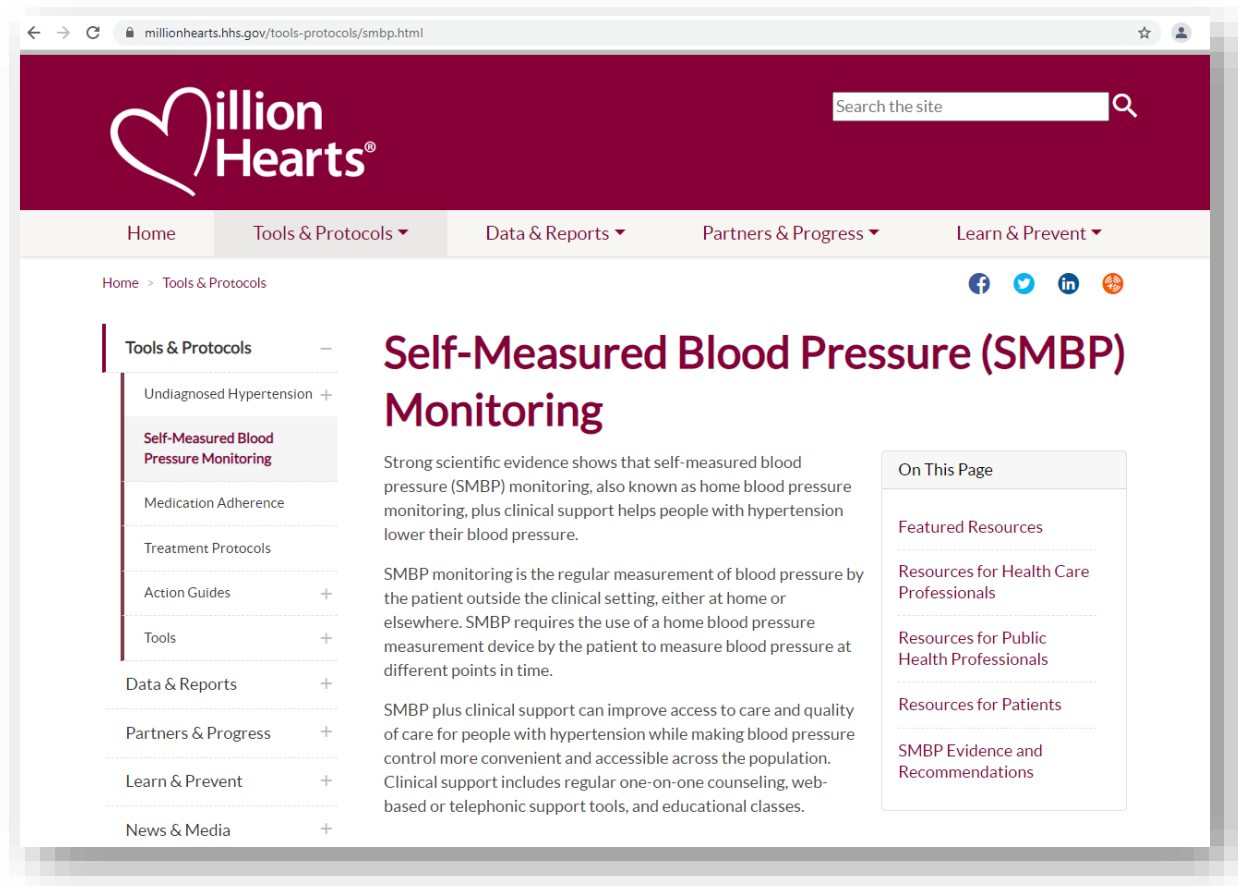 millionhearts.hhs.gov/tools-protocols/smbp.html
illion
Hearts®
Search the site
Home
Tools & Protocols
Data & Reports
Partners & Progress
Learn & Prevent
Home > Tools & Protocols
Tools & Protocols
Undiagnosed Hypertension
Self-Measured Blood
Pressure Monitoring
Medication Adherence
Treatment Protocols
Action Guides
Tools
Data & Reports
Partners & Progress
Learn & Prevent
News & Media
Self-Measured Blood Pressure (SMBP)
Monitoring
Strong scientific evidence shows that self-measured blood
pressure (SMBP) monitoring, also known as home blood pressure
monitoring, plus clinical support helps people with hypertension
lower their blood pressure.
SMBP monitoring is the regular measurement of blood pressure by
the patient outside the clinical setting, either at home or
elsewhere. SMBP requires the use of a home blood pressure
measurement device by the patient to measure blood pressure at
different points in time.
SMBP plus clinical support can improve access to care and quality
of care for people with hypertension while making blood pressure
control more convenient and accessible across the population.
Clinical support includes regular one-on-one counseling, web-
based or telephonic support tools, and educational classes.
On This Page
Featured Resources
Resources for Health Care
Professionals
Resources for Public
Health Professionals
Resources for Patients
SMBP Evidence and
Recommendations